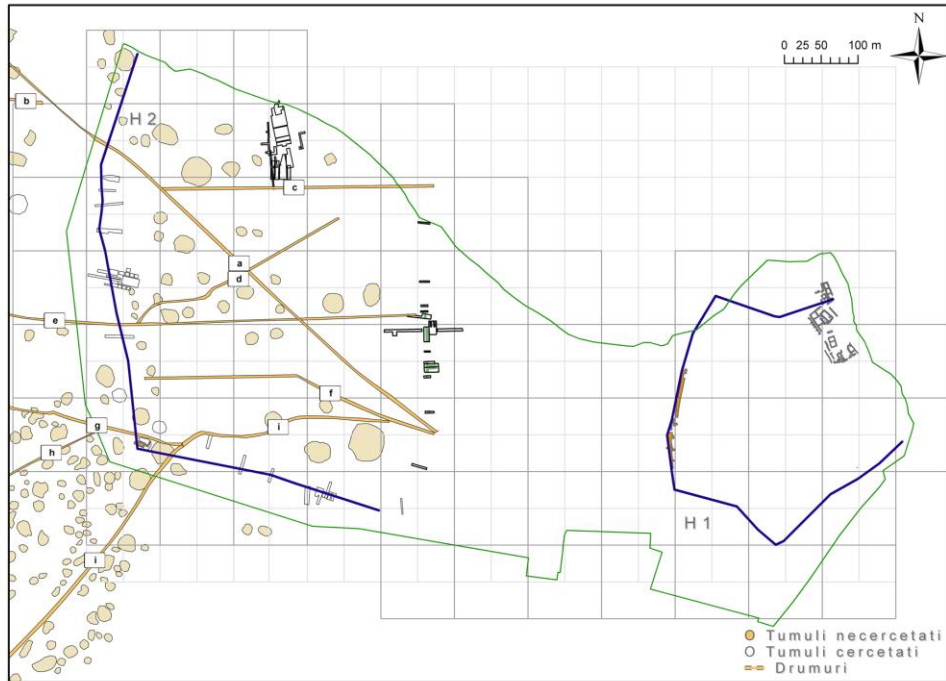 N
0 25 50 100 m
b
H 2
c
a
d
e
f
i
g
h
H 1
i
Tumuli necercetati
Tumuli cercetati
Drumuri